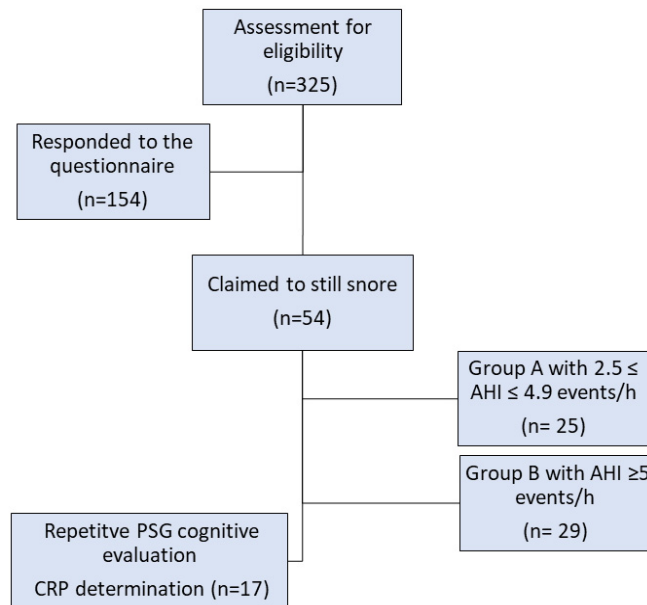 Assessment for
eligibility
(n=325)
Responded to the
questionnaire
(n=154)
Claimed to still snore
(n=54)
Group A with 2.5 ≤
AHI ≤ 4.9 events/h
(n= 25)
Group B with AHI ≥5
events/h
(n= 29)
Repetitve PSG cognitive
evaluation
CRP determination (n=17)